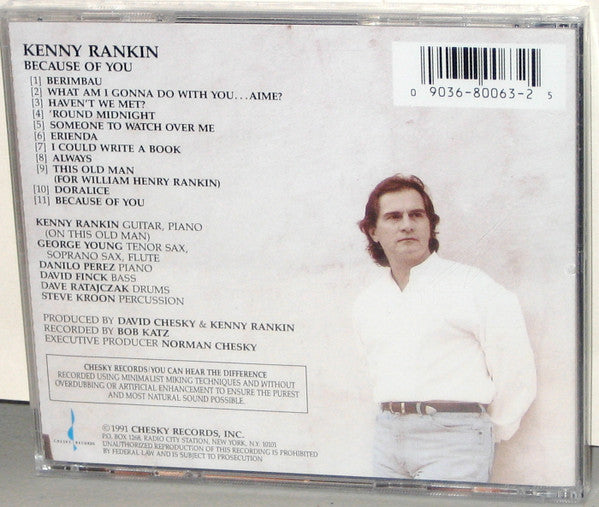 KENNY RANKIN
BECAUSE OF YOU
[1] BERIMBAU
[2] WHAT AM I GONNA DO WITH YOU...AIME?
[3] HAVEN'T WE MET?
[4] 'ROUND MIDNIGHT
[5] SOMEONE TO WATCH OVER ME
[6] ERIENDA
[7] I COULD WRITE A BOOK
[8] ALWAYS
[9] THIS OLD MAN
(FOR WILLIAM HENRY RANKIN)
[10] DORALICE
[11] BECAUSE OF YOU
KENNY RANKIN GUITAR, PIANO
(ON THIS OLD MAN)
GEORGE YOUNG TENOR SAX,
SOPRANO SAX, FLUTE
DANILO PEREZ PIANO
DAVID FINCK BASS
DAVE RATAJCZAK DRUMS
STEVE KROON PERCUSSION
PRODUCED BY DAVID CHESKY & KENNY RANKIN
RECORDED BY BOB KATZ
EXECUTIVE PRODUCER NORMAN CHESKY
CHESKY RECORDS/YOU CAN HEAR THE DIFFERENCE
RECORDED USING MINIMALIST MIKING TECHNIQUES AND WITHOUT
OVERDUBBING OR ARTIFICIAL ENHANCEMENT TO ENSURE THE PUREST
AND MOST NATURAL SOUND POSSIBLE.
CHESKY RECORDS
© 1991 CHESKY RECORDS, INC.
P.O. BOX 1268, RADIO CITY STATION, NEW YORK, N.Y. 10101
UNAUTHORIZED REPRODUCTION OF THIS RECORDING IS PROHIBITED
BY FEDERAL LAW AND IS SUBJECT TO PROSECUTION
0 9036-80063-2 5